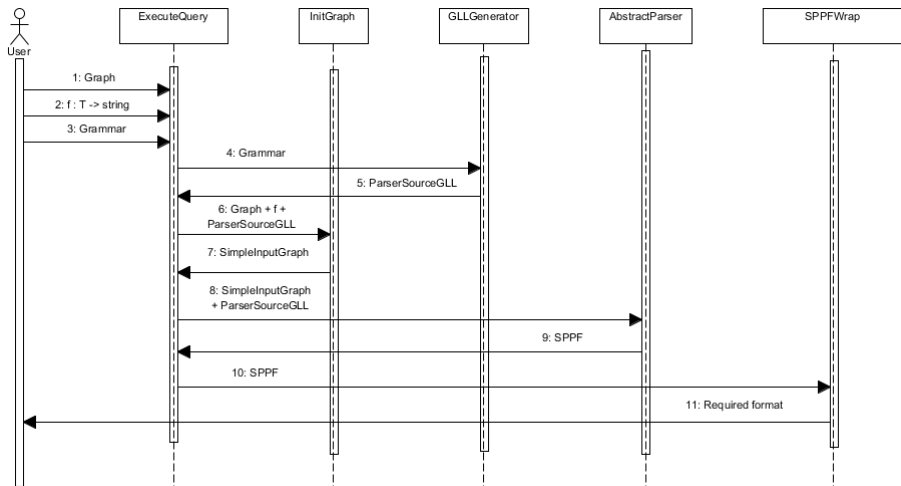 ExecuteQuery
InitGraph
GLLGenerator
AbstractParser
SPPFWrap
User
1: Graph
2: f : T -> string
3: Grammar
4: Grammar
5: ParserSourceGLL
6: Graph + f +
ParserSourceGLL
7: SimpleInputGraph
8: SimpleInputGraph
+ ParserSourceGLL
9: SPPF
10: SPPF
11: Required format